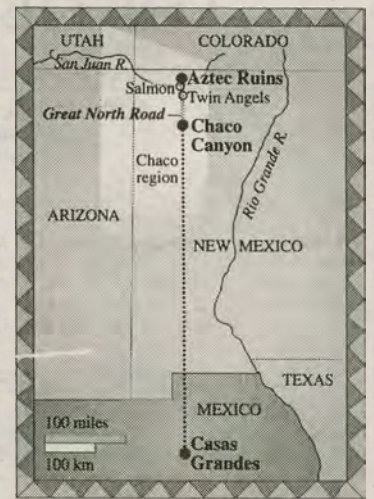 UTAH
COLORADO
San Juan R.
Aztec Ruins
Salmon
Twin Angels
Great North Road
Chaco
Canyon
Chaco
region
Rio Grande R.
ARIZONA
NEW MEXICO
TEXAS
MEXICO
100 miles
100 km
Casas
Grandes